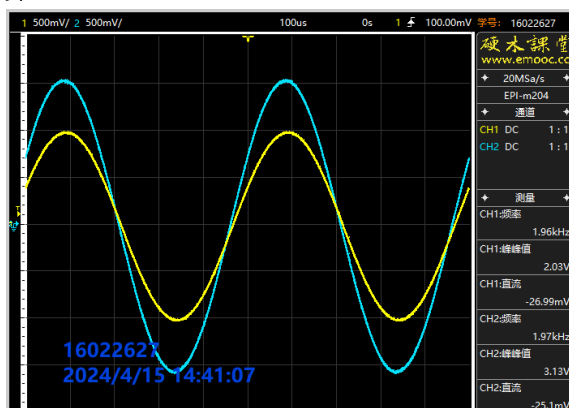 1 500mV/ 2 500mV/ 100us 0s 1 100.00mV 学号: 16022627
硬木課堂
www.emooc.cc
20MSa/s
EPI-m204
通道
CH1 DC 1 : 1
CH2 DC 1 : 1
测量
CH1:频率
1.96kHz
CH1:峰峰值
2.03V
CH1:直流
-26.99mV
CH2:频率
1.97kHz
CH2:峰峰值
3.13V
CH2:直流
-25.1mV
16022627
2024/4/15 14:41:07